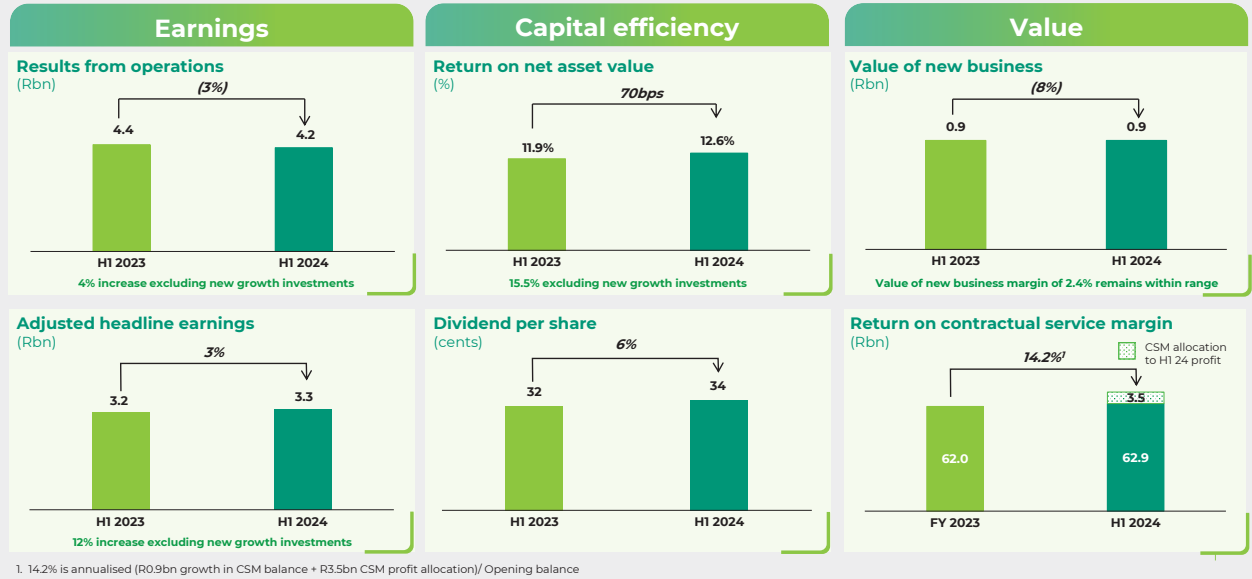 Earnings
Results from operations
(Rbn)
(3%)
4.4
4.2
H1 2023
H1 2024
4% increase excluding new growth investments
Adjusted headline earnings
(Rbn)
3%
3.2
3.3
H1 2023
H1 2024
12% increase excluding new growth investments
Capital efficiency
Return on net asset value
(%)
70bps
11.9%
12.6%
H1 2023
H1 2024
15.5% excluding new growth investments
Dividend per share
(cents)
6%
32
34
H1 2023
H1 2024
Value
Value of new business
(Rbn)
(8%)
0.9
0.9
H1 2023
H1 2024
Value of new business margin of 2.4% remains within range
Return on contractual service margin
(Rbn)
14.2%¹
CSM allocation
to H1 24 profit
3.5
62.0
62.9
FY 2023
H1 2024
1. 14.2% is annualised (R0.9bn growth in CSM balance + R3.5bn CSM profit allocation)/ Opening balance